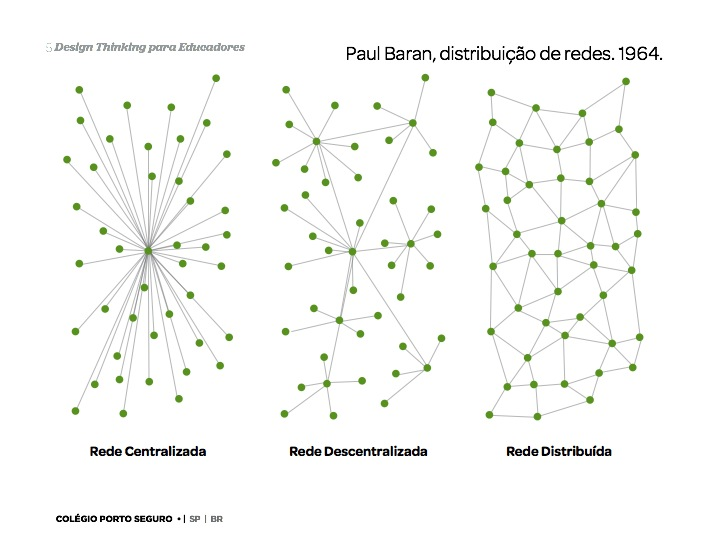 5 Design Thinking para Educadores
Paul Baran, distribuição de redes. 1964.
Rede Centralizada
Rede Descentralizada
Rede Distribuída
COLÉGIO PORTO SEGURO • | SP | BR